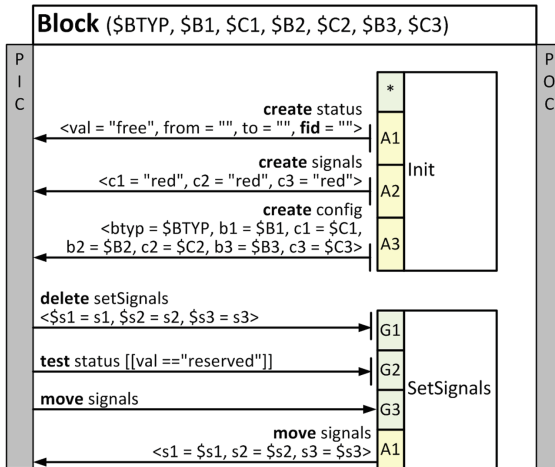 Block ($BTYP, $B1, $C1, $B2, $C2, $B3, $C3)
P
I
C
P
O
C
*
create status
<val = "free", from = "", to = "", fid = "">
A1
create signals
<c1 = "red", c2 = "red", c3 = "red">
A2
Init
create config
<btyp = $BTYP, b1 = $B1, c1 = $C1,
b2 = $B2, c2 = $C2, b3 = $B3, c3 = $C3>
A3
delete setSignals
<$s1 = s1, $s2 = s2, $s3 = s3>
G1
test status [[val =="reserved"]]
G2
SetSignals
move signals
G3
move signals
<s1 = $s1, s2 = $s2, s3 = $s3>
A1